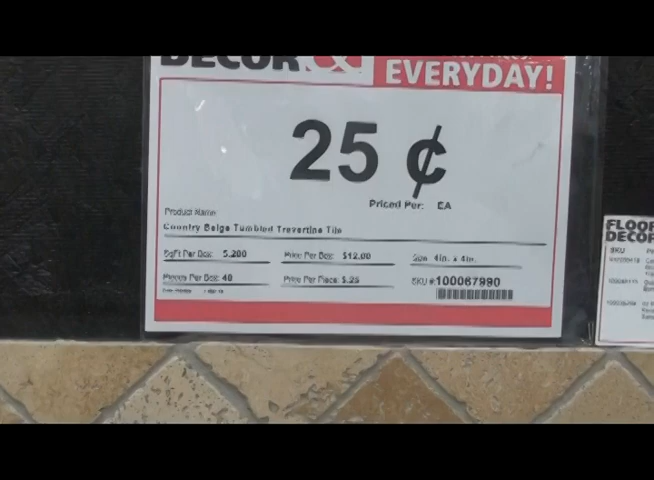 DECOR &
EVERYDAY!
25 ¢
Priced Per: EA
Product Name:
Country Beige Tumbled Travertine Tile
SqFt Per Box: 5.200
Price Per Box: $12.00
Size: 4in. x 4in.
Pieces Per Box: 40
Price Per Piece: $.25
SKU #:100067990
FLOOR
DECOR
SKU